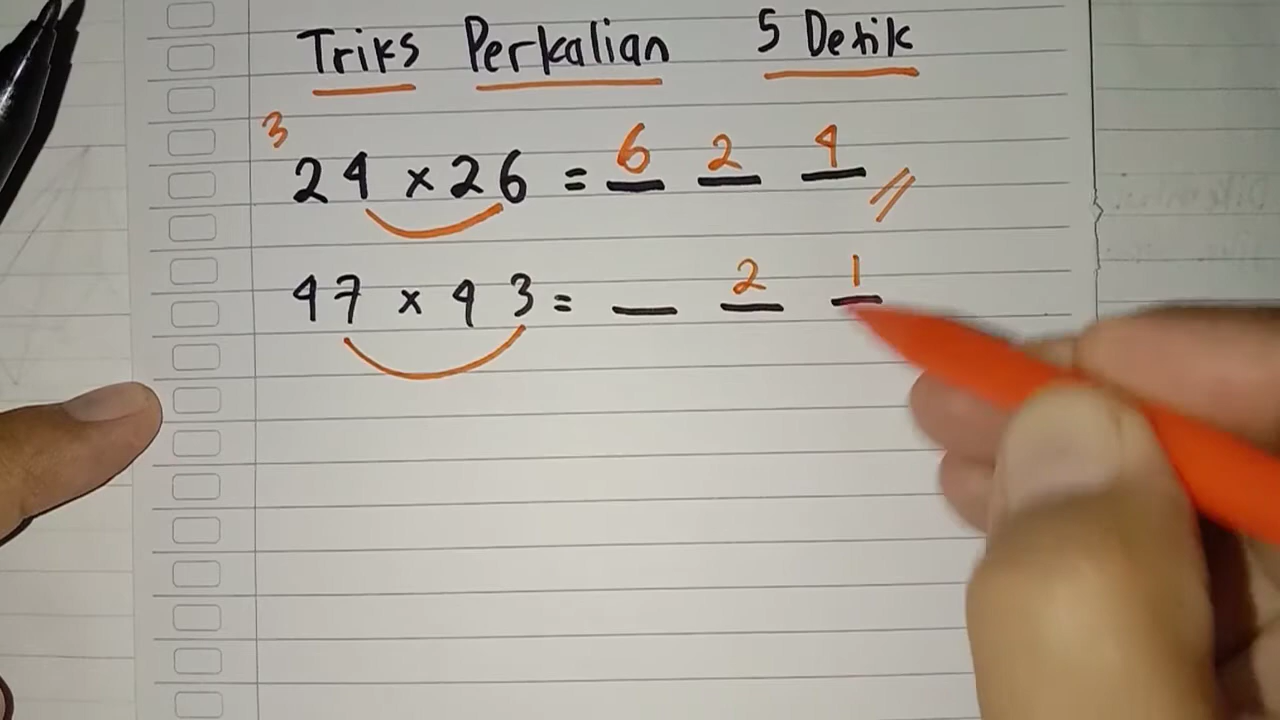 Triks Perkalian 5 Detik
3
24 × 26 = 6 2 4
47 × 43 = _ 2 1